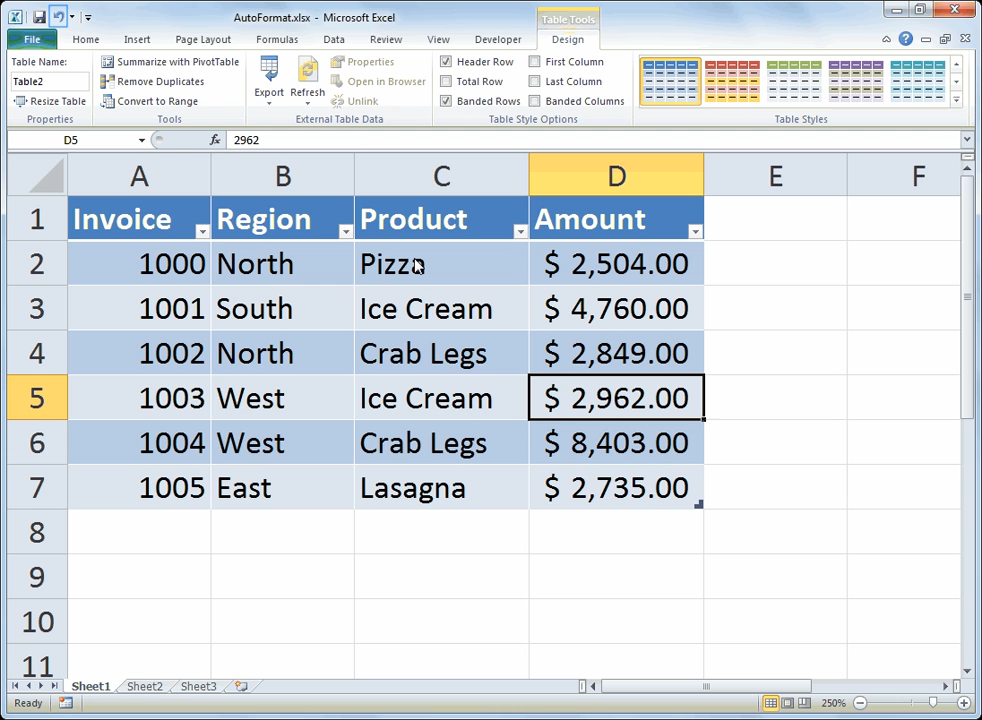 AutoFormat.xlsx - Microsoft Excel
Table Tools
File Home Insert Page Layout Formulas Data Review View Developer Design
Table Name:
Table2
Resize Table
Properties
Summarize with PivotTable
Remove Duplicates
Convert to Range
Tools
Export
Refresh
Properties
Open in Browser
Unlink
External Table Data
Header Row
Total Row
Banded Rows
First Column
Last Column
Banded Columns
Table Style Options
Table Styles
D5 fx 2962
A B C D E F
1 Invoice Region Product Amount
2 1000 North Pizza $ 2,504.00
3 1001 South Ice Cream $ 4,760.00
4 1002 North Crab Legs $ 2,849.00
5 1003 West Ice Cream $ 2,962.00
6 1004 West Crab Legs $ 8,403.00
7 1005 East Lasagna $ 2,735.00
8
9
10
11
Sheet1 Sheet2 Sheet3
Ready 250%